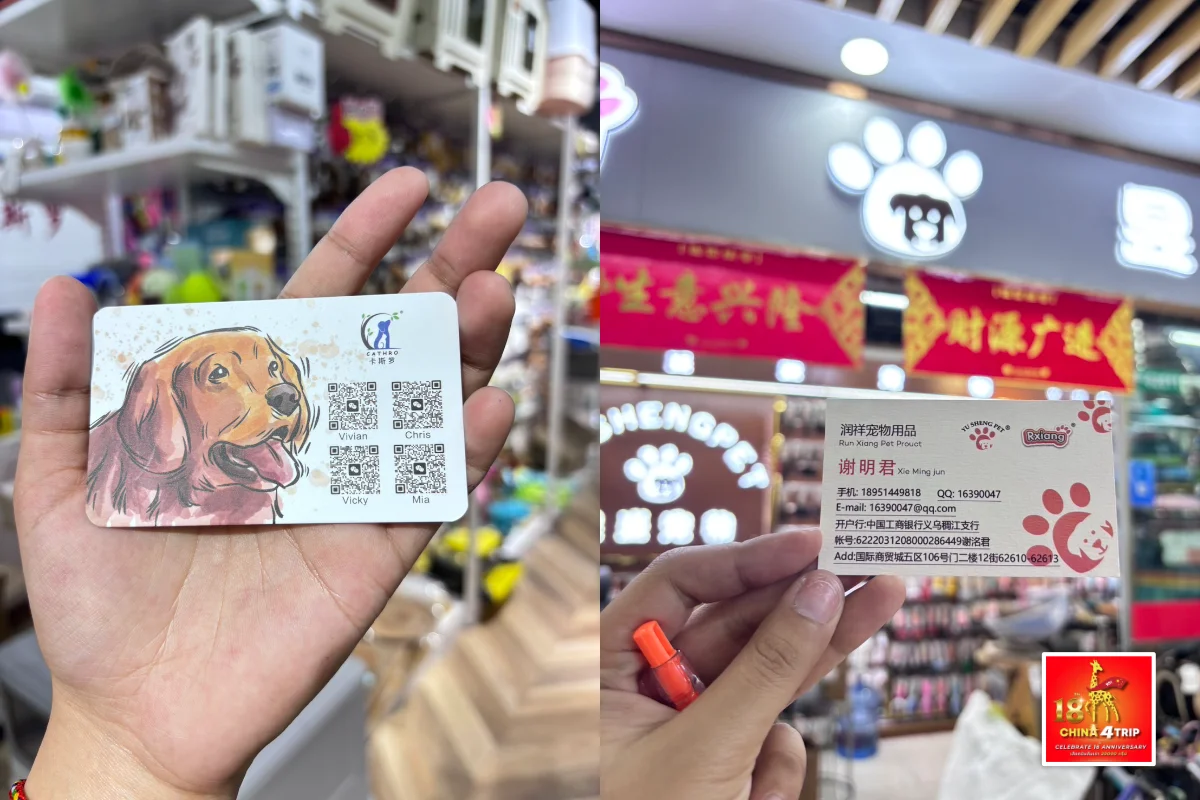 CATHRO
卡斯罗
Vivian
Chris
Vicky
Mia
生意兴隆
财源广进
SHENGPET
润祥宠物用品
Run Xiang Pet Prouct
YU SHENG PET
Rxiang
谢明君 Xie Ming jun
手机: 18951449818 QQ: 16390047
E-mail: 16390047@qq.com
开户行:中国工商银行义乌稠江支行
帐号:6222031208000286449谢洺君
Add:国际商贸城五区106号门二楼12街62610-62613
18
CHINA 4TRIP
CELEBRATE 18 ANNIVERSARY